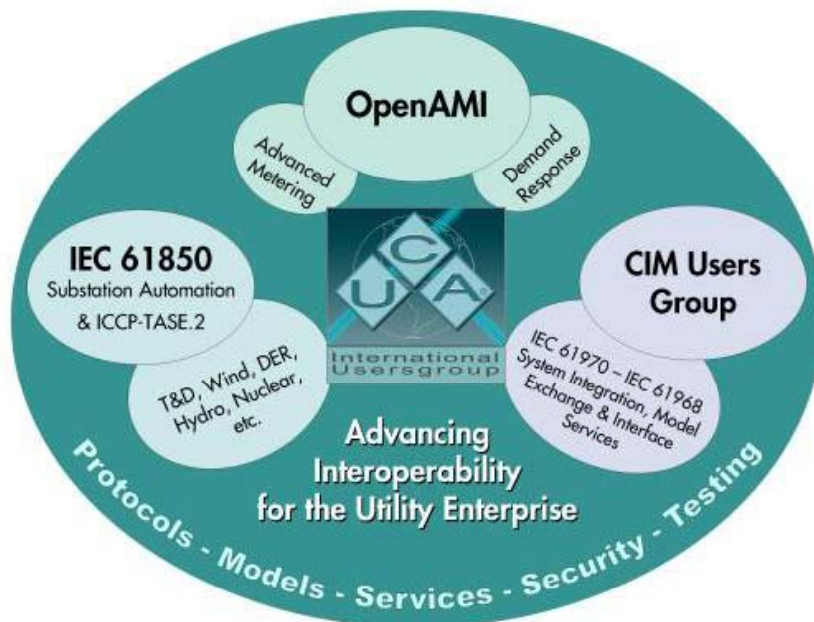 OpenAMI
Advanced
Metering
Demand
Response
IEC 61850
Substation Automation
& ICCP-TASE.2
T&D, Wind, DER,
Hydro, Nuclear,
etc.
UCA®
International
Usersgroup
CIM Users
Group
IEC 61970 – IEC 61968
System Integration, Model
Exchange & Interface
Services
Advancing
Interoperability
for the Utility Enterprise
Protocols - Models - Services - Security - Testing